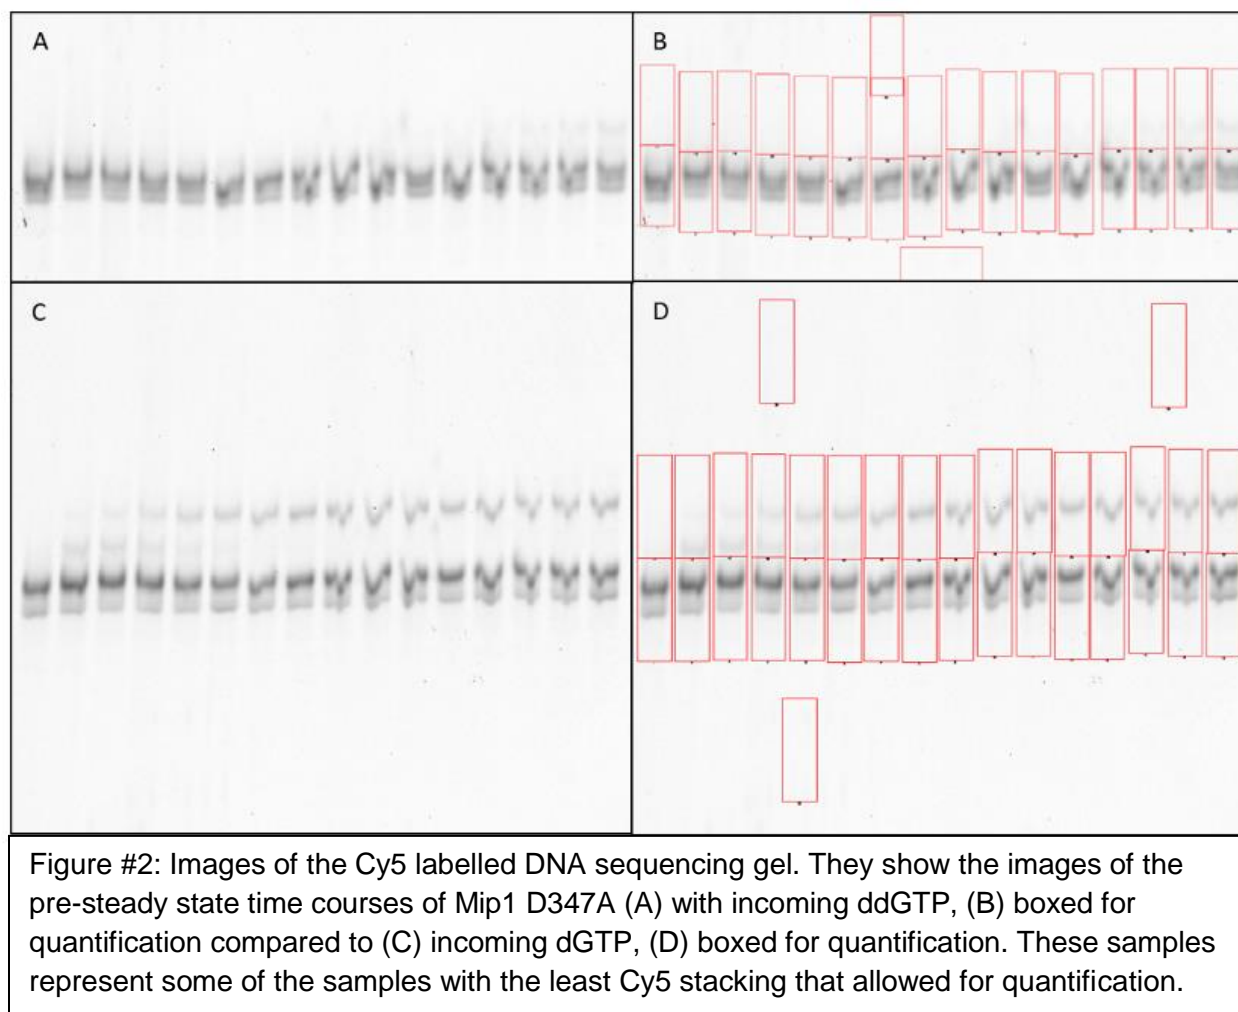 A
B
C
D
Figure #2: Images of the Cy5 labelled DNA sequencing gel. They show the images of the
pre-steady state time courses of Mip1 D347A (A) with incoming ddGTP, (B) boxed for
quantification compared to (C) incoming dGTP, (D) boxed for quantification. These samples
represent some of the samples with the least Cy5 stacking that allowed for quantification.